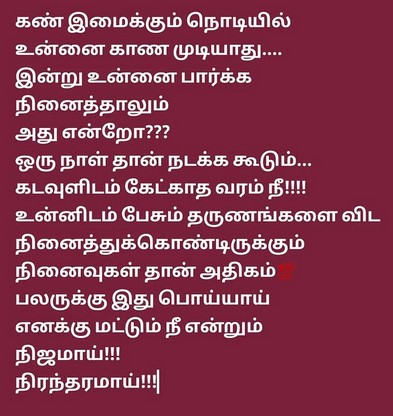 கண் இமைக்கும் நொடியில்
உன்னை காண முடியாது....
இன்று உன்னை பார்க்க
நினைத்தாலும்
அது என்றோ???
ஒரு நாள் தான் நடக்க கூடும்...
கடவுளிடம் கேட்காத வரம் நீ!!!!
உன்னிடம் பேசும் தருணங்களை விட
நினைத்துக்கொண்டிருக்கும்
நினைவுகள் தான் அதிகம்💯
பலருக்கு இது பொய்யாய்
எனக்கு மட்டும் நீ என்றும்
நிஜமாய்!!!
நிரந்தரமாய்!!!